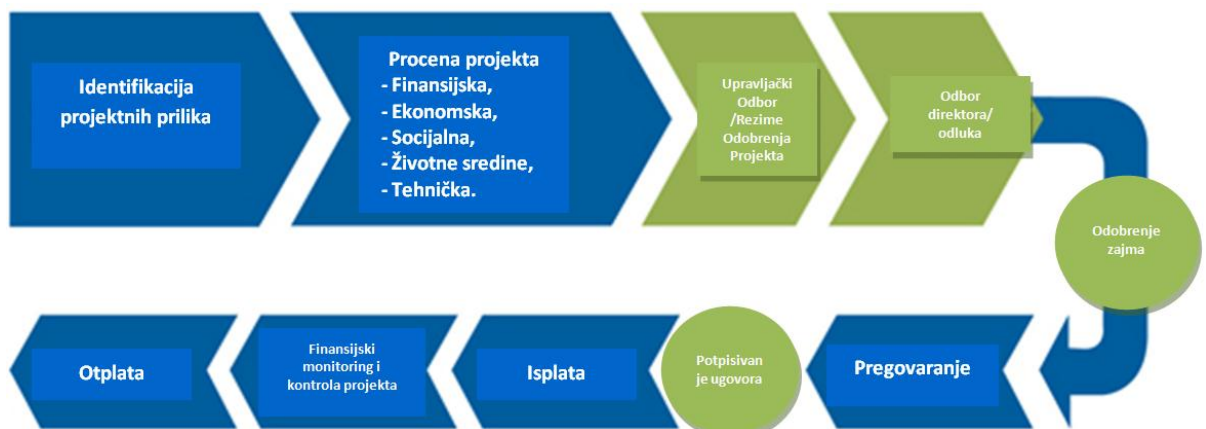 Identifikacija
projektnih prilika
Procena projekta
- Finansijska,
- Ekonomska,
- Socijalna,
- Životne sredine,
- Tehnička.
Upravljački
Odbor
/Rezime
Odobrenja
Projekta
Odbor
direktora/
odluka
Odobrenje
zajma
Pregovaranje
Potpisivan
je ugovora
Isplata
Finansijski
monitoring i
kontrola projekta
Otplata